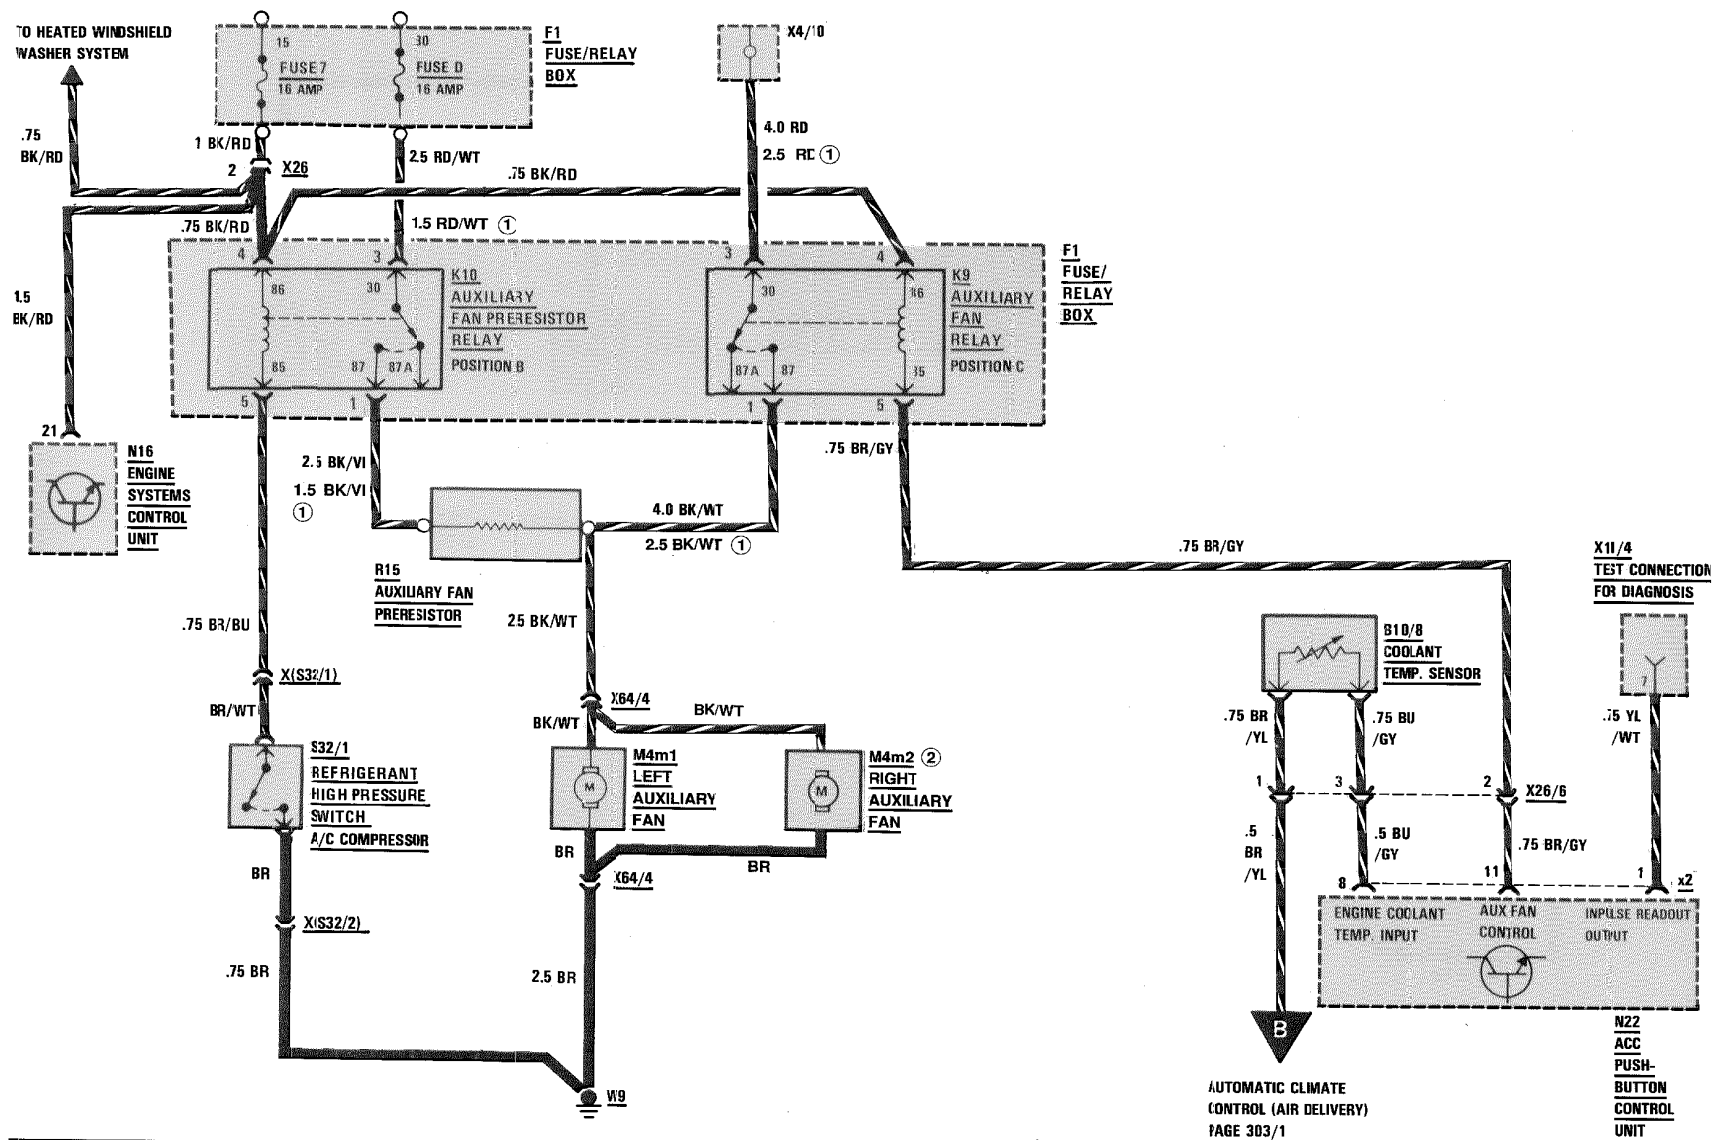 TO HEATED WINDSHIELD
WASHER SYSTEM
15
FUSE 7
16 AMP
30
FUSE D
16 AMP
F1
FUSE/RELAY
BOX
X4/10
.75
BK/RD
1 BK/RD
2
X26
2.5 RD/WT
.75 BK/RD
4.0 RD
2.5 RD ①
.75 BK/RD
1.5 RD/WT ①
4
3
3
4
F1
FUSE/
RELAY
BOX
86
30
K10
AUXILIARY
FAN PRERESISTOR
RELAY
POSITION B
85
87
87A
30
86
K9
AUXILIARY
FAN
RELAY
POSITION C
87A
87
85
1.5
BK/RD
5
1
1
5
21
N16
ENGINE
SYSTEMS
CONTROL
UNIT
2.5 BK/VI
1.5 BK/VI
①
4.0 BK/WT
2.5 BK/WT ①
.75 BR/GY
.75 BR/GY
R15
AUXILIARY FAN
PRERESISTOR
X11/4
TEST CONNECTION
FOR DIAGNOSIS
7
.75 BR/BU
25 BK/WT
B10/8
COOLANT
TEMP. SENSOR
X(S32/1)
X64/4
BR/WT
BK/WT
BK/WT
.75 BR
/YL
.75 BU
/GY
.75 YL
/WT
S32/1
REFRIGERANT
HIGH PRESSURE
SWITCH
A/C COMPRESSOR
M
M4m1
LEFT
AUXILIARY
FAN
M
M4m2 ②
RIGHT
AUXILIARY
FAN
1
3
2
X26/6
BR
BR
BR
X64/4
.5
BR
/YL
.5 BU
/GY
.75 BR/GY
8
11
1
x2
X(S32/2)
.75 BR
2.5 BR
ENGINE COOLANT
TEMP. INPUT
AUX FAN
CONTROL
INPULSE READOUT
OUTPUT
B
W9
N22
ACC
PUSH-
BUTTON
CONTROL
UNIT
AUTOMATIC CLIMATE
CONTROL (AIR DELIVERY)
PAGE 303/1